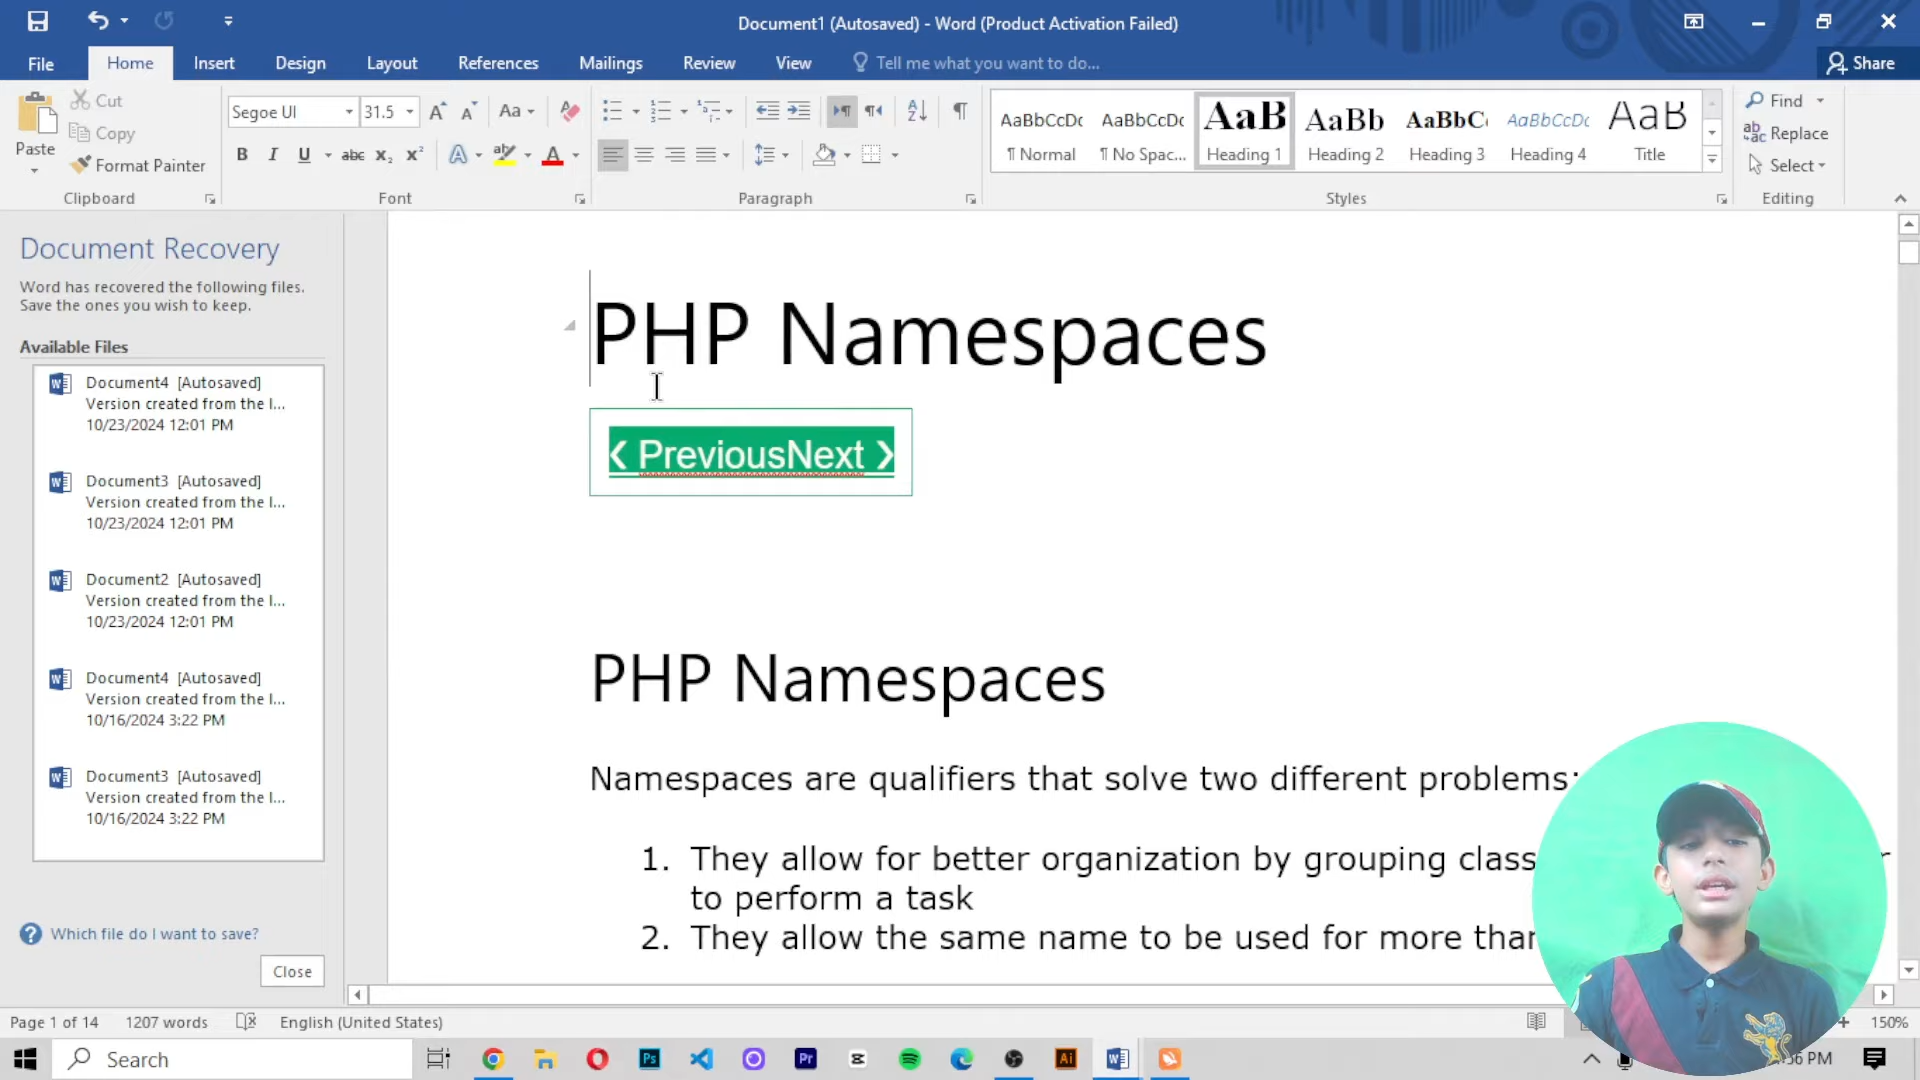 Document1 (Autosaved) - Word (Product Activation Failed)
File Home Insert Design Layout References Mailings Review View Tell me what you want to do... Share
Paste
Cut
Copy
Format Painter
Clipboard
Segoe UI 31.5
Font
Paragraph
AaBbCcDc AaBbCcDc AaB AaBb AaBbC AaBbCcDc AaB
¶ Normal ¶ No Spac... Heading 1 Heading 2 Heading 3 Heading 4 Title
Styles
Find
Replace
Select
Editing
Document Recovery
Word has recovered the following files.
Save the ones you wish to keep.
Available Files
Document4 [Autosaved]
Version created from the l...
10/23/2024 12:01 PM
Document3 [Autosaved]
Version created from the l...
10/23/2024 12:01 PM
Document2 [Autosaved]
Version created from the l...
10/23/2024 12:01 PM
Document4 [Autosaved]
Version created from the l...
10/16/2024 3:22 PM
Document3 [Autosaved]
Version created from the l...
10/16/2024 3:22 PM
Which file do I want to save?
Close
PHP Namespaces
❮ PreviousNext ❯
PHP Namespaces
Namespaces are qualifiers that solve two different problems:
1. They allow for better organization by grouping
to perform a task
2. They allow the same name to be used for more
Page 1 of 14 1207 words English (United States) 150%
Search
PM